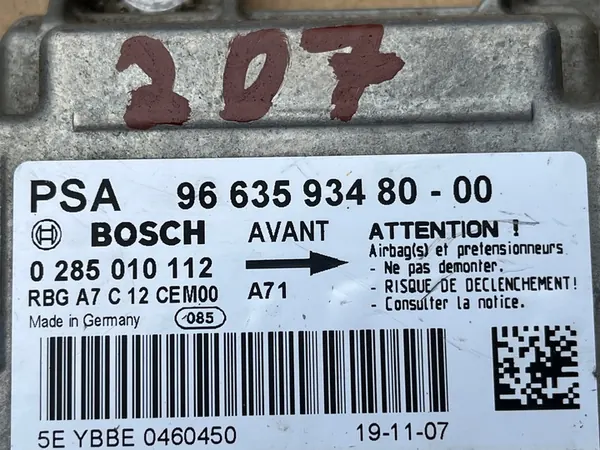 207
PSA 96 635 934 80 - 00
BOSCH AVANT
0 285 010 112
RBG A7 C 12 CEM00 A71
Made in Germany 085
ATTENTION !
Airbag(s) et pretensionneurs
- Ne pas demonter.
- RISQUE DE DECLENCHEMENT!
- Consulter la notice.
5E YBBE 0460450 19-11-07